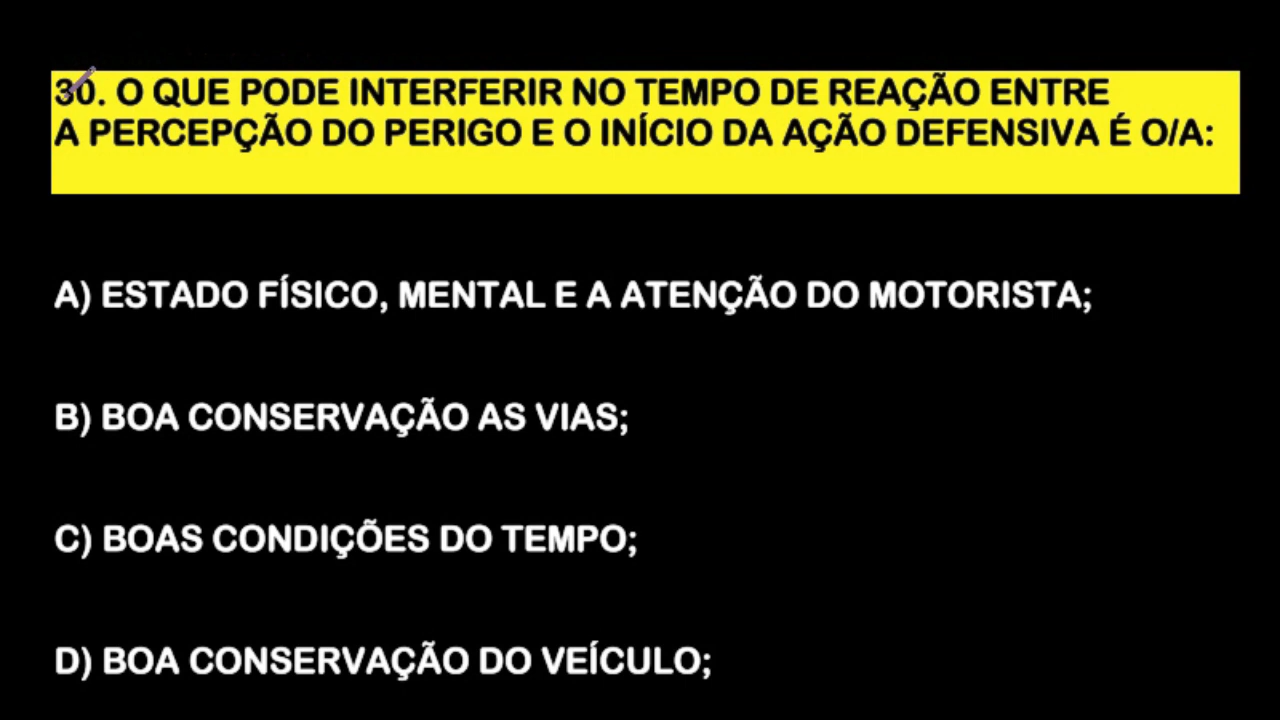 30. O QUE PODE INTERFERIR NO TEMPO DE REAÇÃO ENTRE
A PERCEPÇÃO DO PERIGO E O INÍCIO DA AÇÃO DEFENSIVA É O/A:
A) ESTADO FÍSICO, MENTAL E A ATENÇÃO DO MOTORISTA;
B) BOA CONSERVAÇÃO AS VIAS;
C) BOAS CONDIÇÕES DO TEMPO;
D) BOA CONSERVAÇÃO DO VEÍCULO;